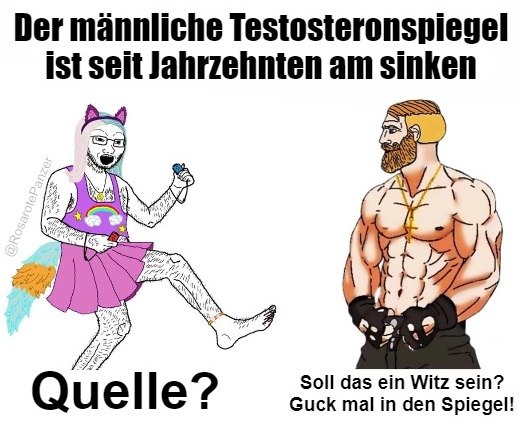 Der männliche Testosteronspiegel
ist seit Jahrzehnten am sinken
@RosarotePanzer
Quelle?
Soll das ein Witz sein?
Guck mal in den Spiegel!